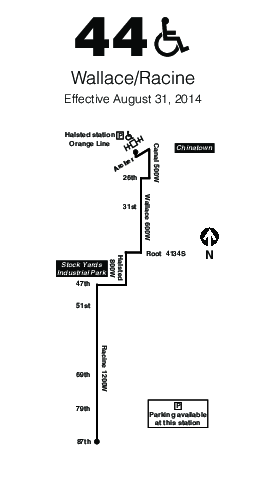 44
Wallace/Racine
Effective August 31, 2014
Halsted station P
Orange Line
Archer
Canal 500W
Chinatown
26th
31st
Wallace 600W
Root 4134S
N
Stock Yards
Industrial Park
Halsted
800W
47th
51st
Racine 1200W
69th
79th
87th
P
Parking available
at this station